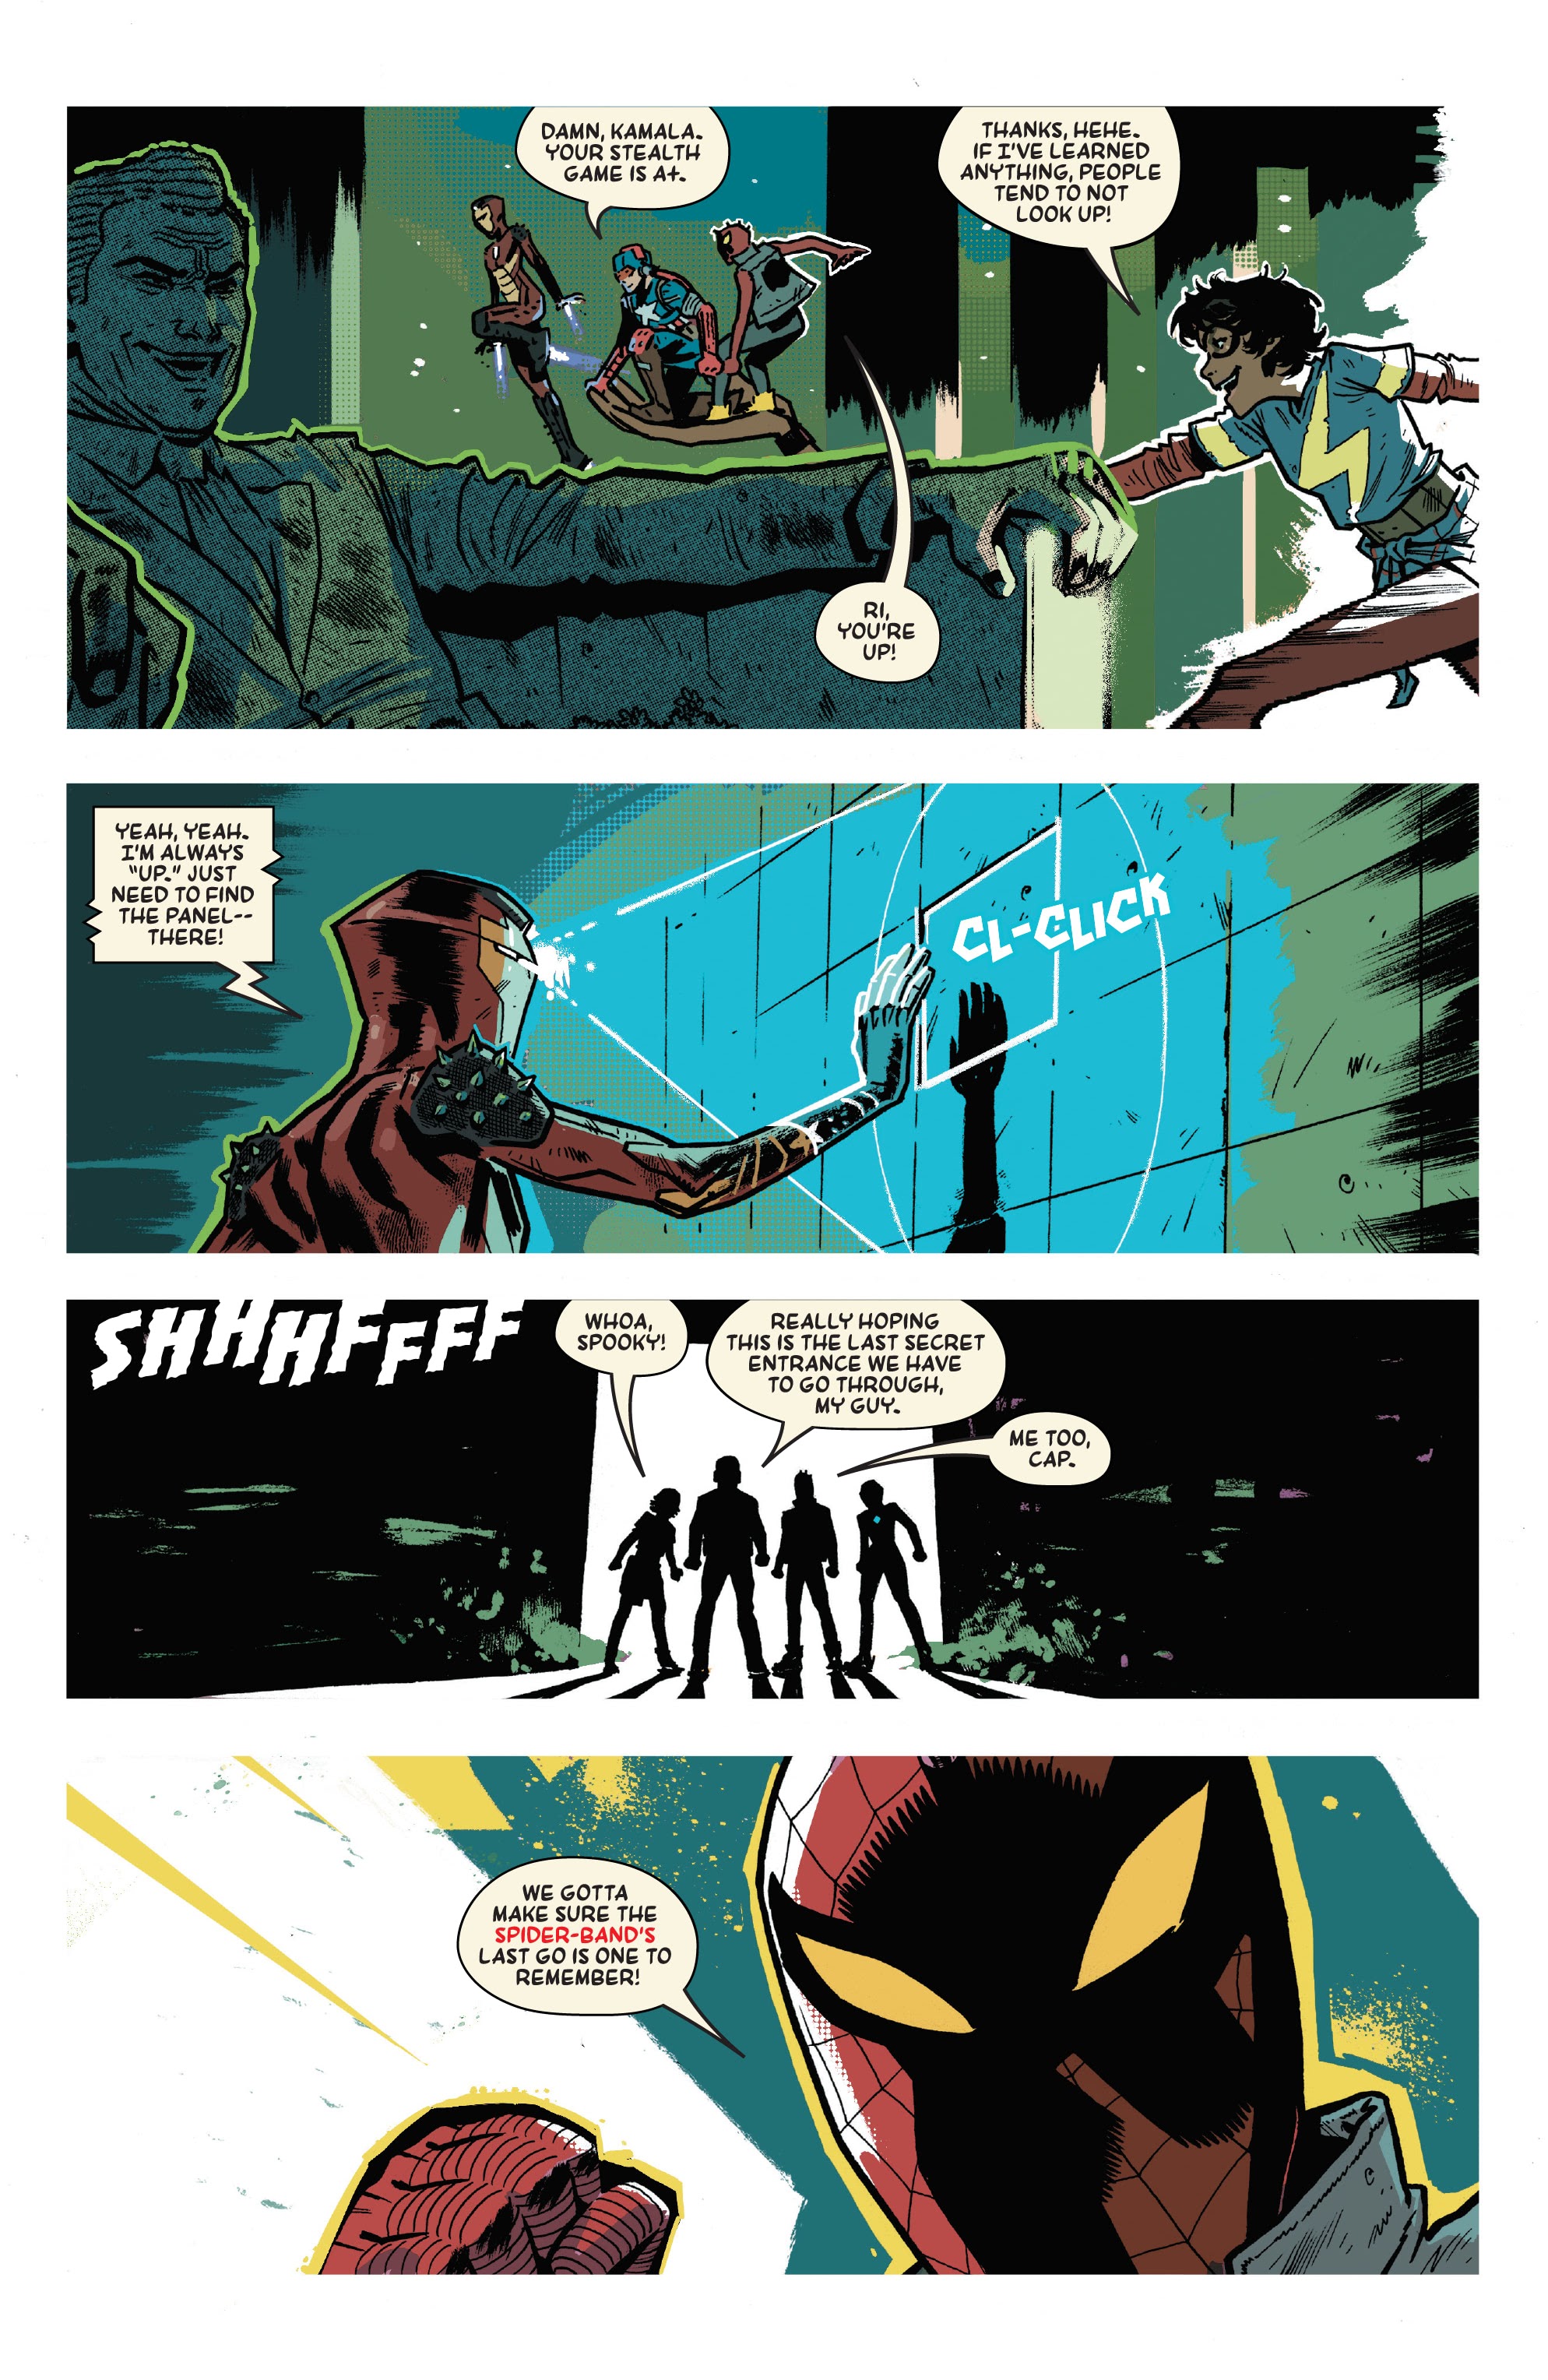 DAMN, KAMALA.
YOUR STEALTH
GAME IS A+.
THANKS, HEHE.
IF I'VE LEARNED
ANYTHING, PEOPLE
TEND TO NOT
LOOK UP!
RI,
YOU'RE
UP!
YEAH, YEAH.
I'M ALWAYS
"UP." JUST
NEED TO FIND
THE PANEL--
THERE!
CL-CLICK
SHHHFFFF
WHOA,
SPOOKY!
REALLY HOPING
THIS IS THE LAST SECRET
ENTRANCE WE HAVE
TO GO THROUGH,
MY GUY.
ME TOO,
CAP.
WE GOTTA
MAKE SURE THE
SPIDER-BAND'S
LAST GO IS ONE TO
REMEMBER!